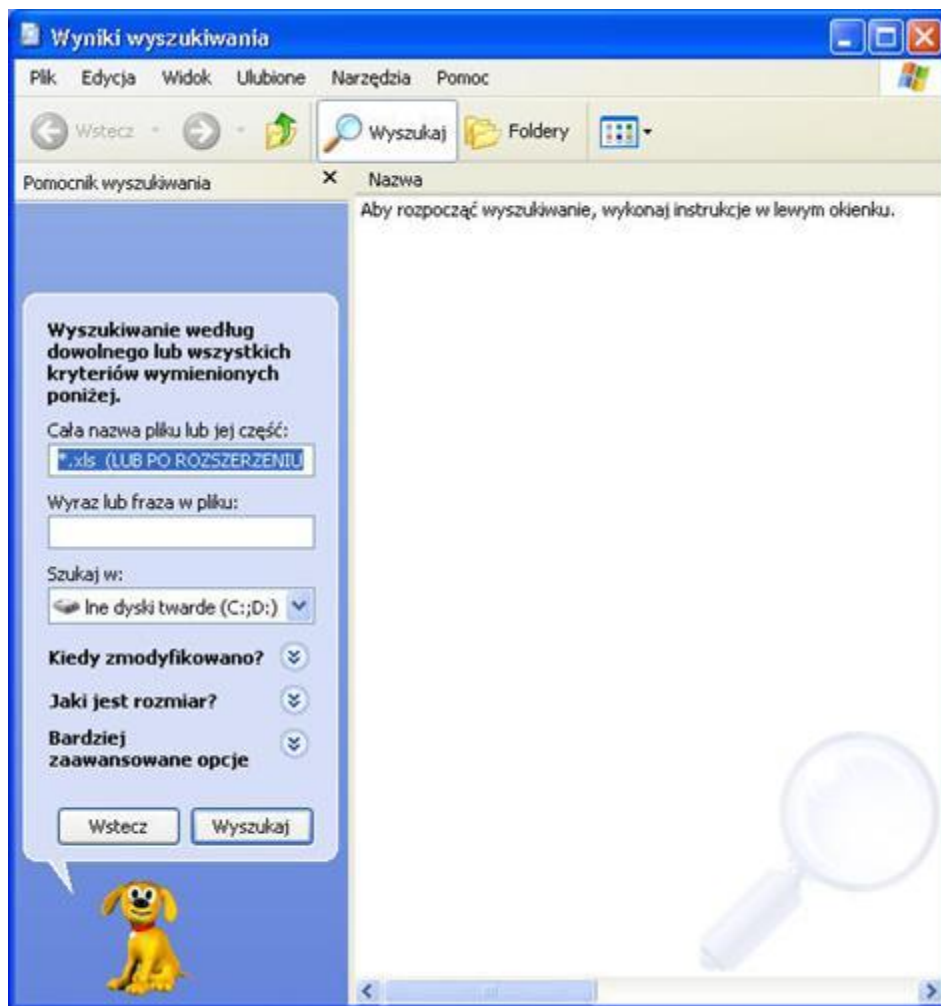 Wyniki wyszukiwania
Plik Edycja Widok Ulubione Narzędzia Pomoc
Wstecz Wyszukaj Foldery
Pomocnik wyszukiwania
Nazwa
Aby rozpocząć wyszukiwanie, wykonaj instrukcje w lewym okienku.
Wyszukiwanie według
dowolnego lub wszystkich
kryteriów wymienionych
poniżej.
Cała nazwa pliku lub jej część:
*.xls (LUB PO ROZSZERZENIU
Wyraz lub fraza w pliku:
Szukaj w:
lne dyski twarde (C:;D:)
Kiedy zmodyfikowano?
Jaki jest rozmiar?
Bardziej
zaawansowane opcje
Wstecz Wyszukaj